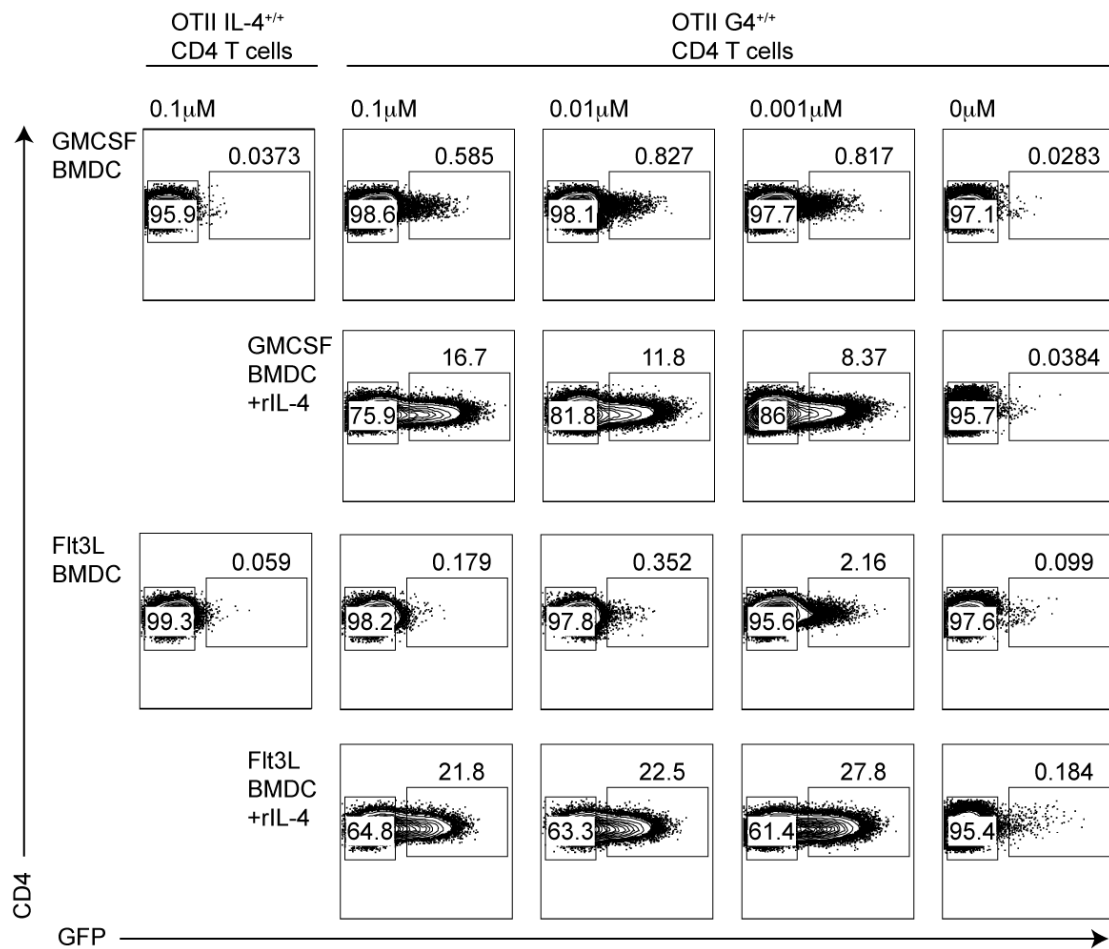 OTII IL-4+/+
CD4 T cells
OTII G4+/+
CD4 T cells
0.1μM
0.1μM
0.01μM
0.001μM
0μM
GMCSF
BMDC
0.0373
0.585
0.827
0.817
0.0283
95.9
98.6
98.1
97.7
97.1
GMCSF
BMDC
+rIL-4
16.7
11.8
8.37
0.0384
75.9
81.8
86
95.7
Flt3L
BMDC
0.059
0.179
0.352
2.16
0.099
99.3
98.2
97.8
95.6
97.6
Flt3L
BMDC
+rIL-4
21.8
22.5
27.8
0.184
64.8
63.3
61.4
95.4
CD4
GFP